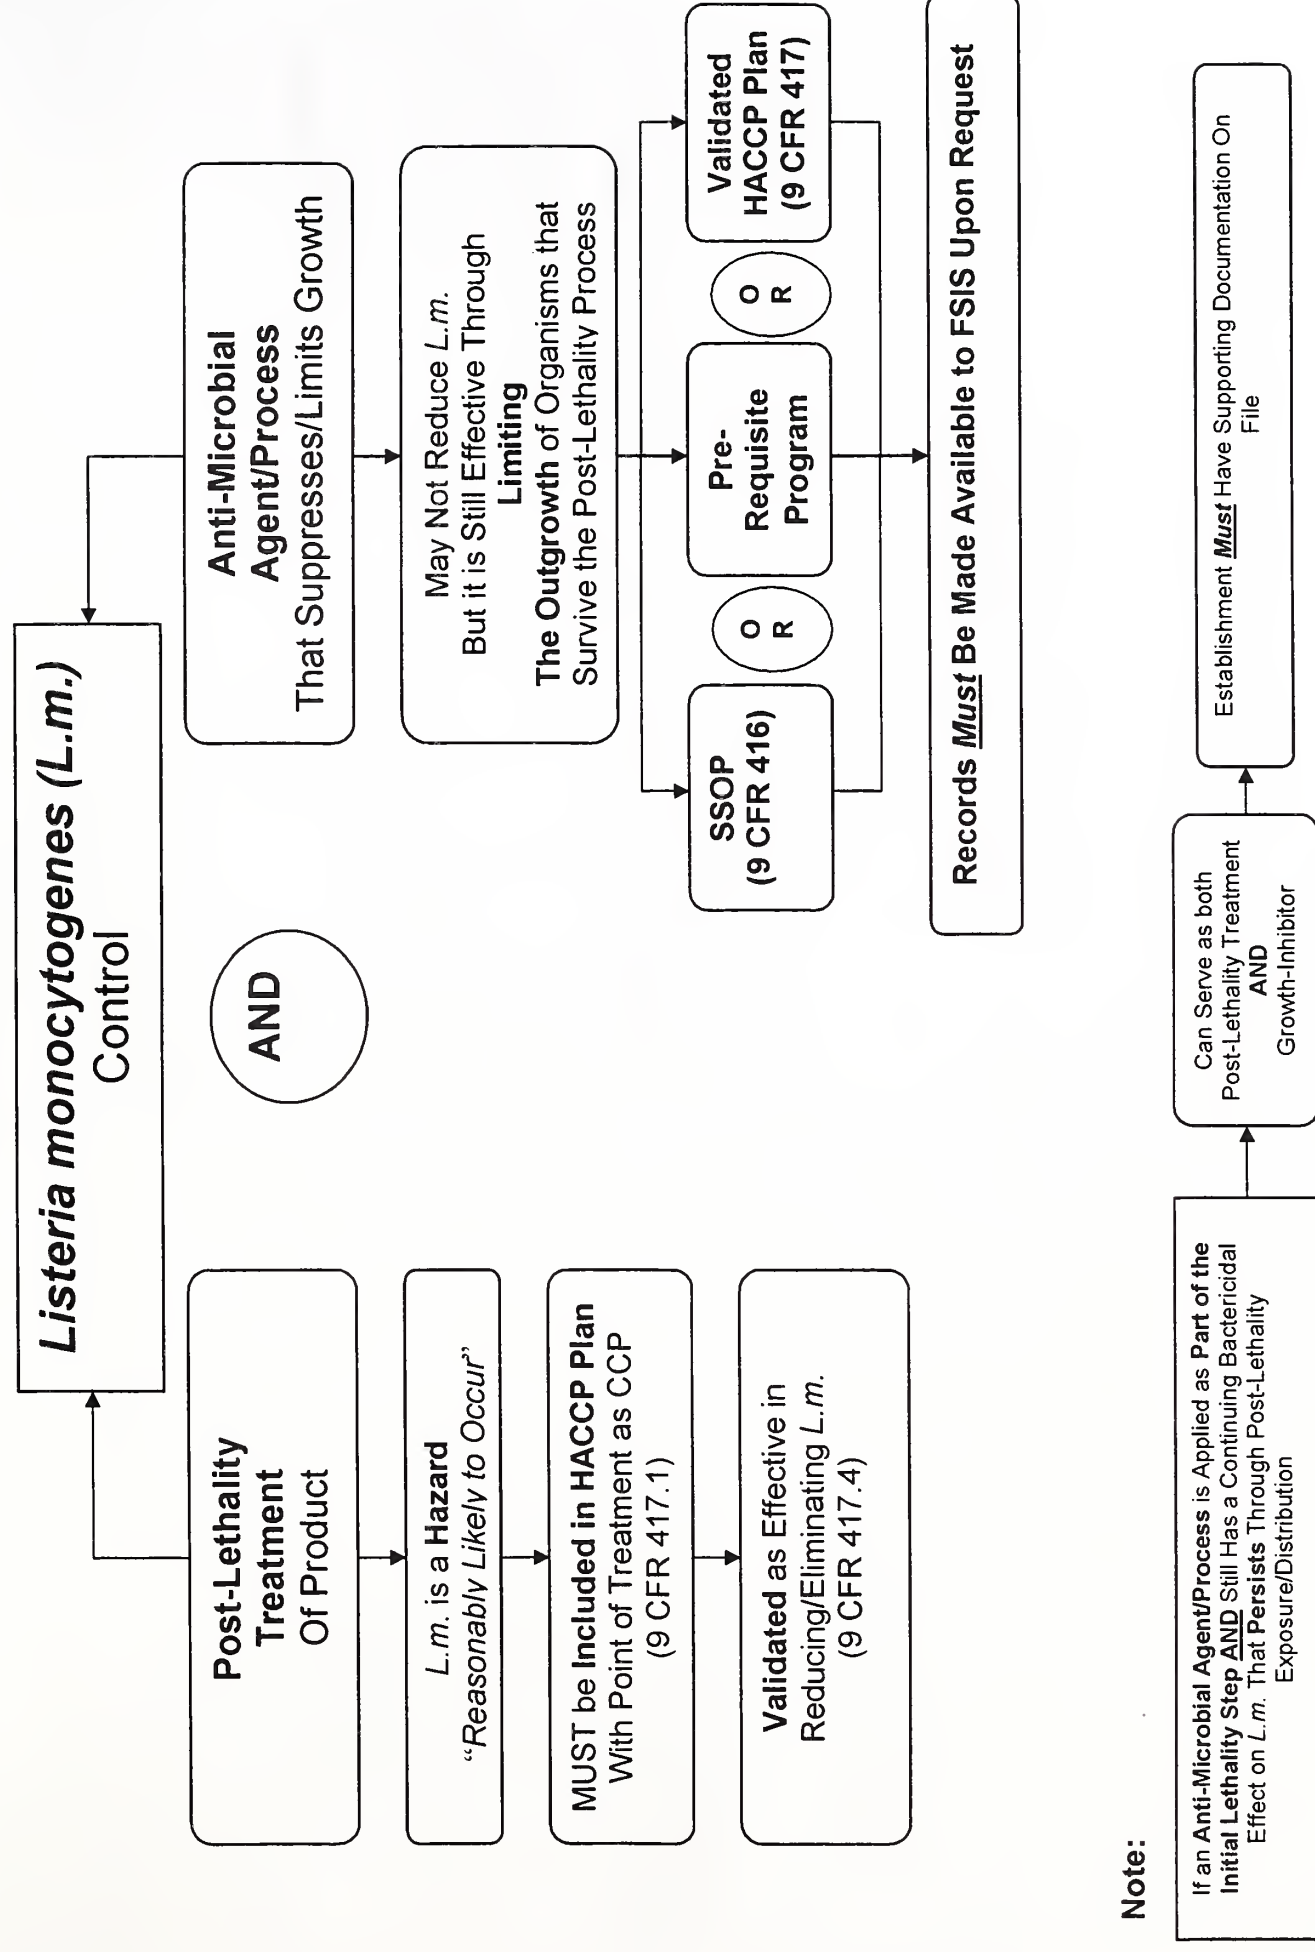 Listeria monocytogenes (L.m.)
Control
Post-Lethality
Treatment
Of Product
L.m. is a Hazard
“Reasonably Likely to Occur”
MUST be Included in HACCP Plan
With Point of Treatment as CCP
(9 CFR 417.1)
Validated as Effective in
Reducing/Eliminating L.m.
(9 CFR 417.4)
AND
Anti-Microbial
Agent/Process
That Suppresses/Limits Growth
May Not Reduce L.m.
But it is Still Effective Through
Limiting
The Outgrowth of Organisms that
Survive the Post-Lethality Process
SSOP
(9 CFR 416)
O
R
Pre-
Requisite
Program
O
R
Validated
HACCP Plan
(9 CFR 417)
Records Must Be Made Available to FSIS Upon Request
Note:
If an Anti-Microbial Agent/Process is Applied as Part of the
Initial Lethality Step AND Still Has a Continuing Bactericidal
Effect on L.m. That Persists Through Post-Lethality
Exposure/Distribution
Can Serve as both
Post-Lethality Treatment
AND
Growth-Inhibitor
Establishment Must Have Supporting Documentation On
File